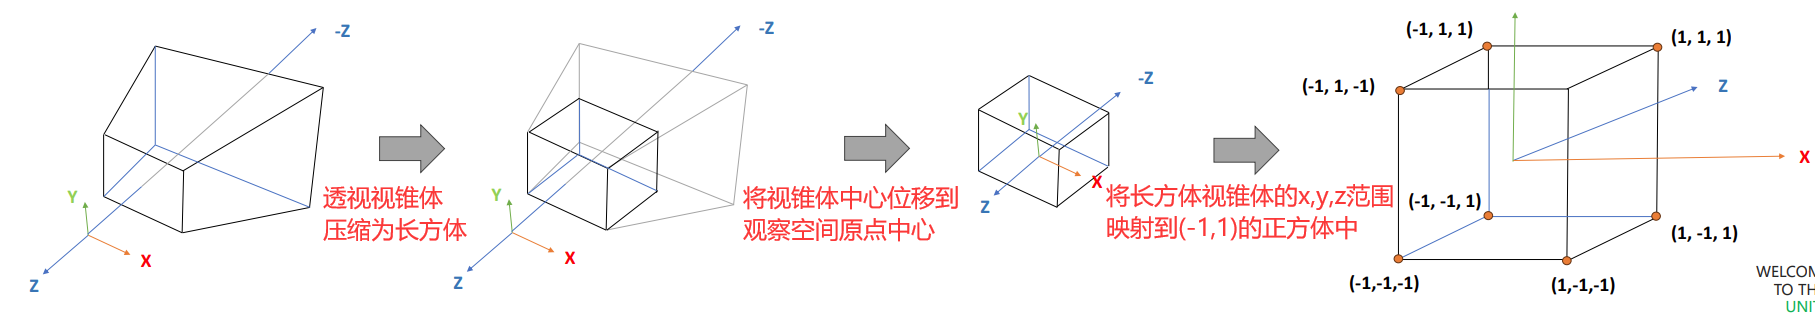 -Z
Y
X
Z
透视视锥体
压缩为长方体
-Z
Y
X
Z
将视锥体中心位移到
观察空间原点中心
-Z
Y
X
Z
将长方体视锥体的x,y,z范围
映射到(-1,1)的正方体中
(-1, 1, 1)
(1, 1, 1)
(-1, 1, -1)
Z
X
(-1, -1, 1)
(1, -1, 1)
(-1,-1,-1)
(1,-1,-1)
WELCOM
TO TH
UNIT